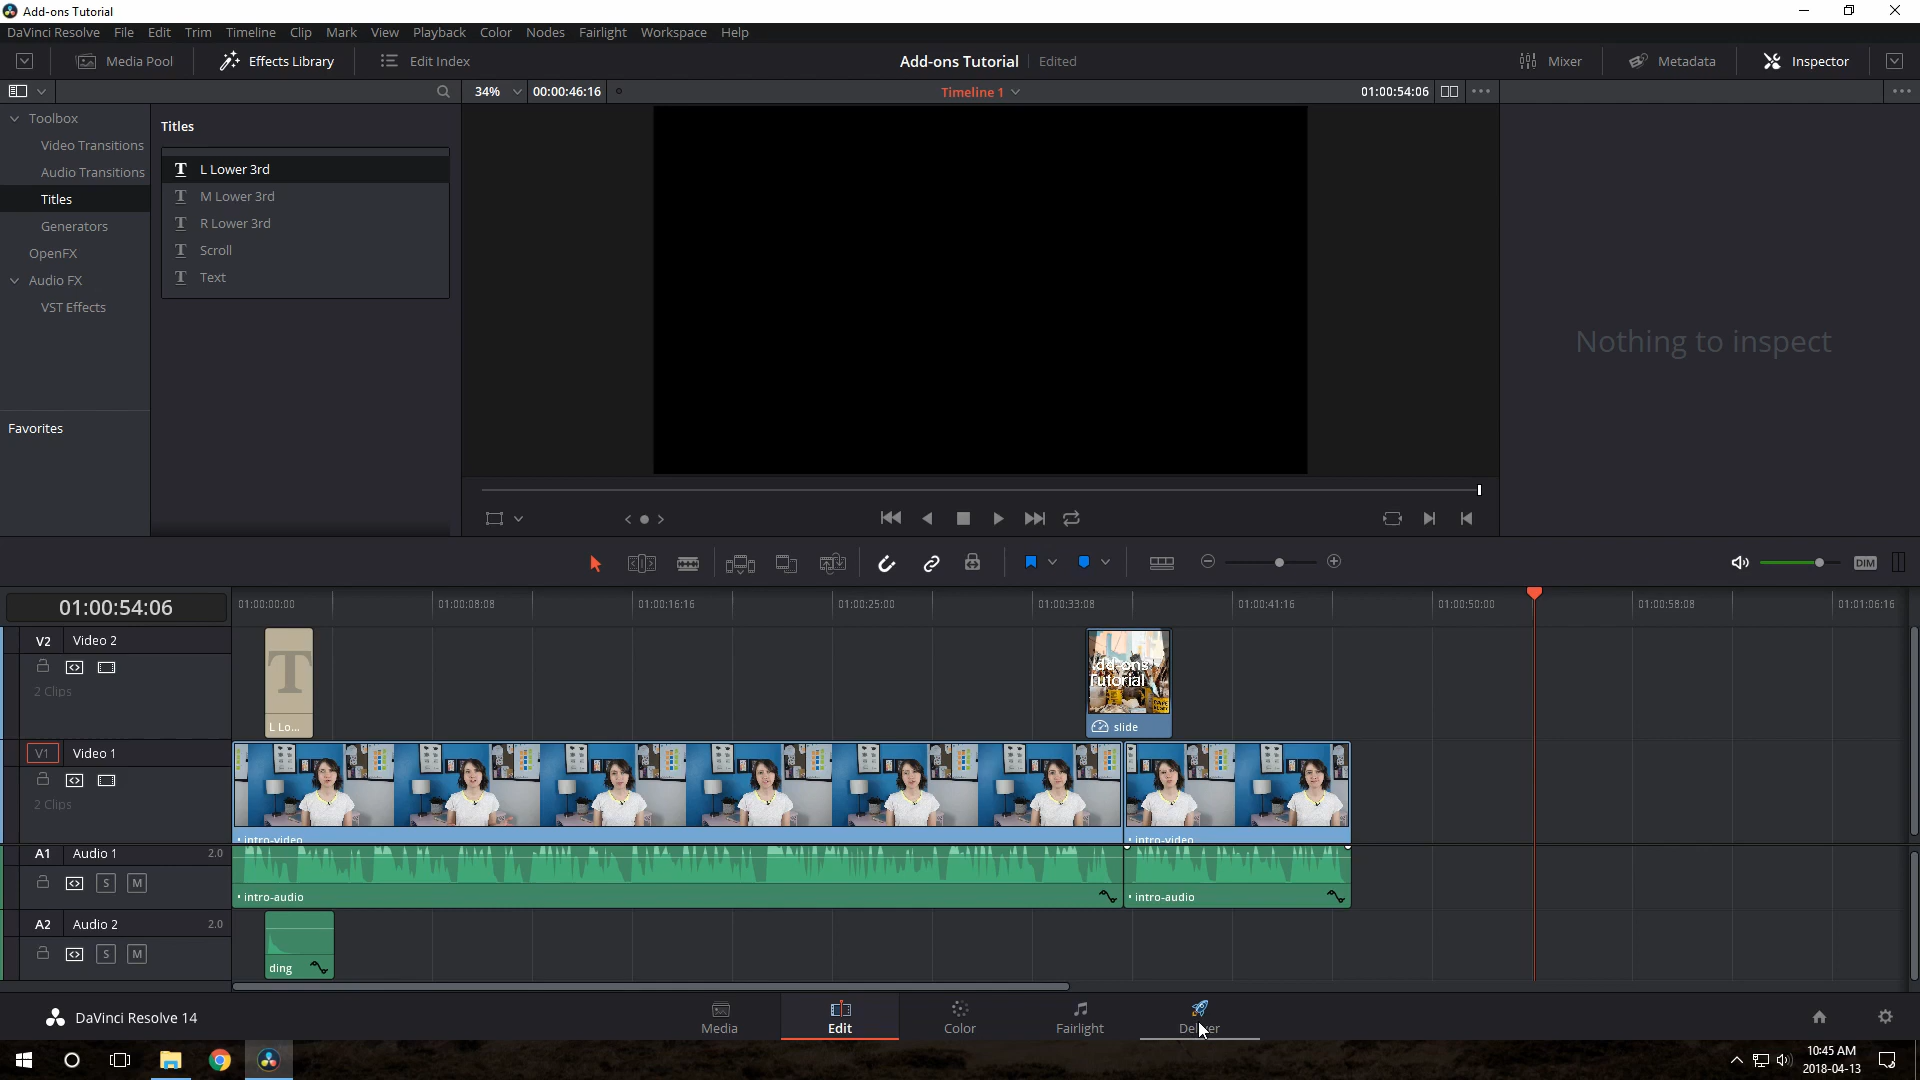 Add-ons Tutorial
DaVinci Resolve File Edit Trim Timeline Clip Mark View Playback Color Nodes Fairlight Workspace Help
Media Pool Effects Library Edit Index Add-ons Tutorial Edited Mixer Metadata Inspector
34% 00:00:46:16 Timeline 1 01:00:54:06
Toolbox
Video Transitions
Audio Transitions
Titles
Generators
OpenFX
Audio FX
VST Effects
Favorites
Titles
L Lower 3rd
M Lower 3rd
R Lower 3rd
Scroll
Text
Nothing to inspect
DIM
01:00:54:06
01:00:00:00 01:00:08:08 01:00:16:16 01:00:25:00 01:00:33:08 01:00:41:16 01:00:50:00 01:00:58:08 01:01:06:16
V2 Video 2
2 Clips
T
L Lo...
dd-ons
Tutorial
slide
V1 Video 1
2 Clips
intro-video intro-video
A1 Audio 1 2.0
S M
intro-audio intro-audio
A2 Audio 2 2.0
S M
ding
DaVinci Resolve 14
Media Edit Color Fairlight Deliver
10:45 AM
2018-04-13